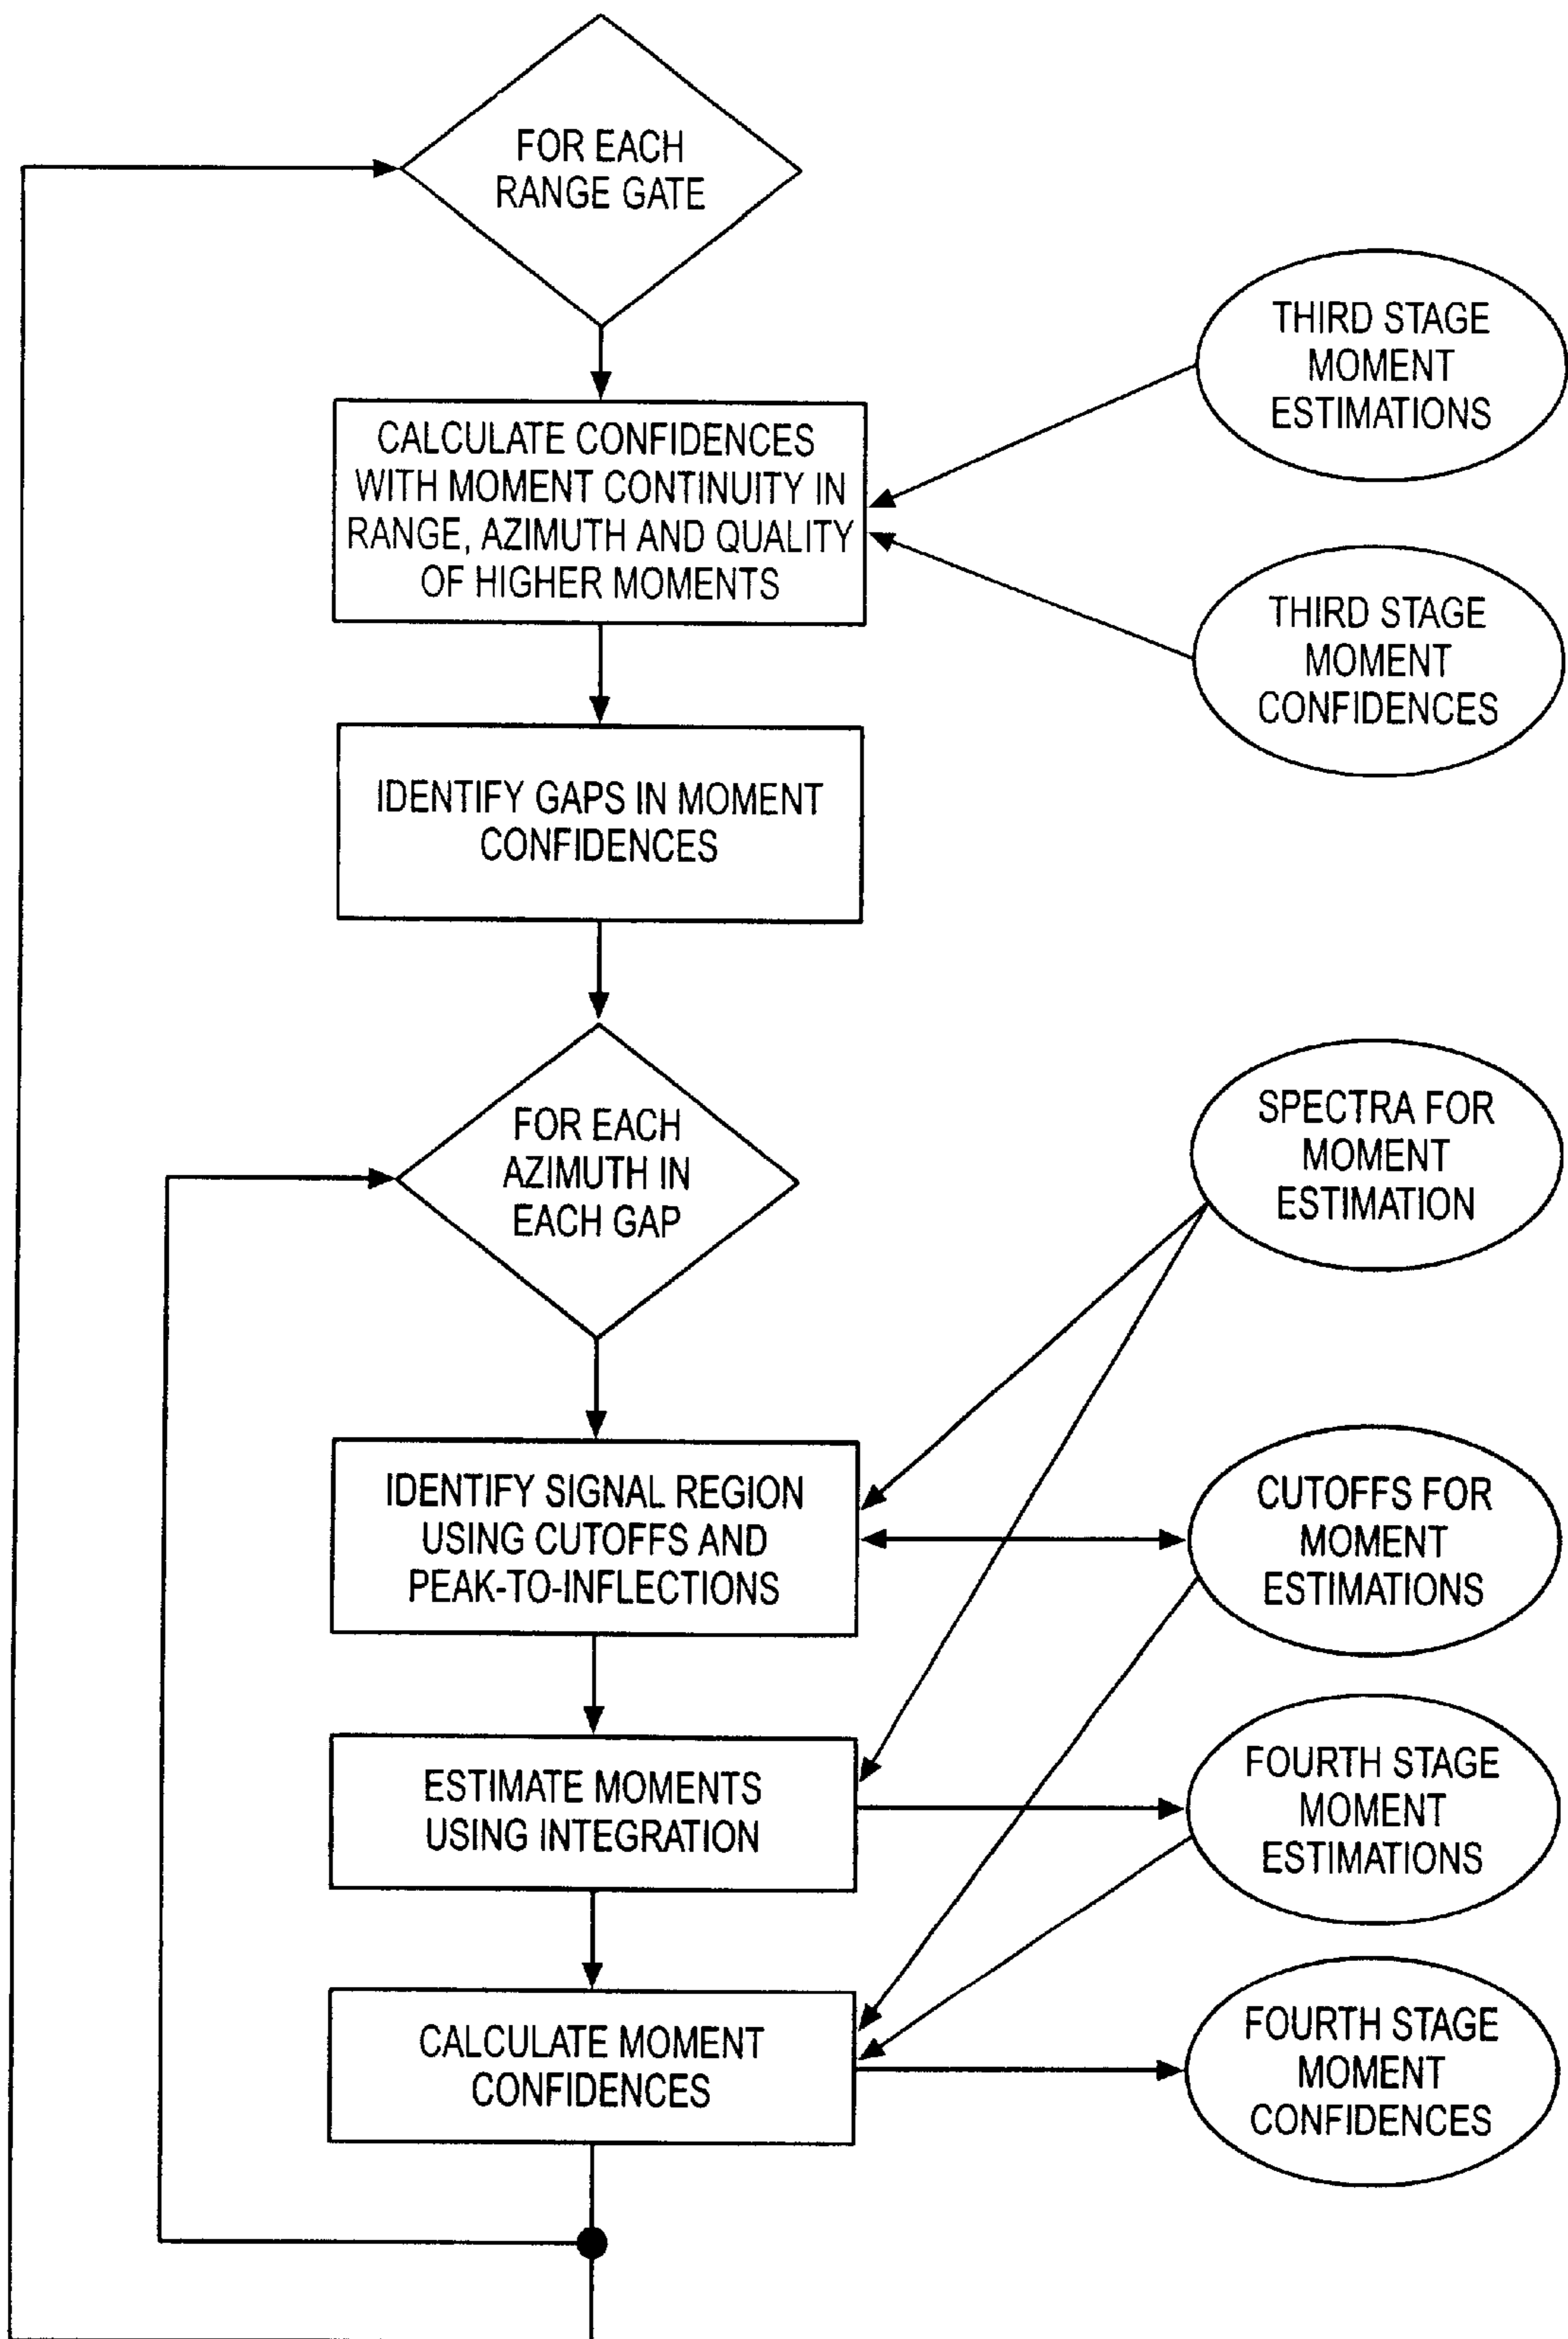 FOR EACH
RANGE GATE
THIRD STAGE
MOMENT
ESTIMATIONS
CALCULATE CONFIDENCES
WITH MOMENT CONTINUITY IN
RANGE, AZIMUTH AND QUALITY
OF HIGHER MOMENTS
THIRD STAGE
MOMENT
CONFIDENCES
IDENTIFY GAPS IN MOMENT
CONFIDENCES
FOR EACH
AZIMUTH IN
EACH GAP
SPECTRA FOR
MOMENT
ESTIMATION
IDENTIFY SIGNAL REGION
USING CUTOFFS AND
PEAK-TO-INFLECTIONS
CUTOFFS FOR
MOMENT
ESTIMATIONS
ESTIMATE MOMENTS
USING INTEGRATION
FOURTH STAGE
MOMENT
ESTIMATIONS
CALCULATE MOMENT
CONFIDENCES
FOURTH STAGE
MOMENT
CONFIDENCES